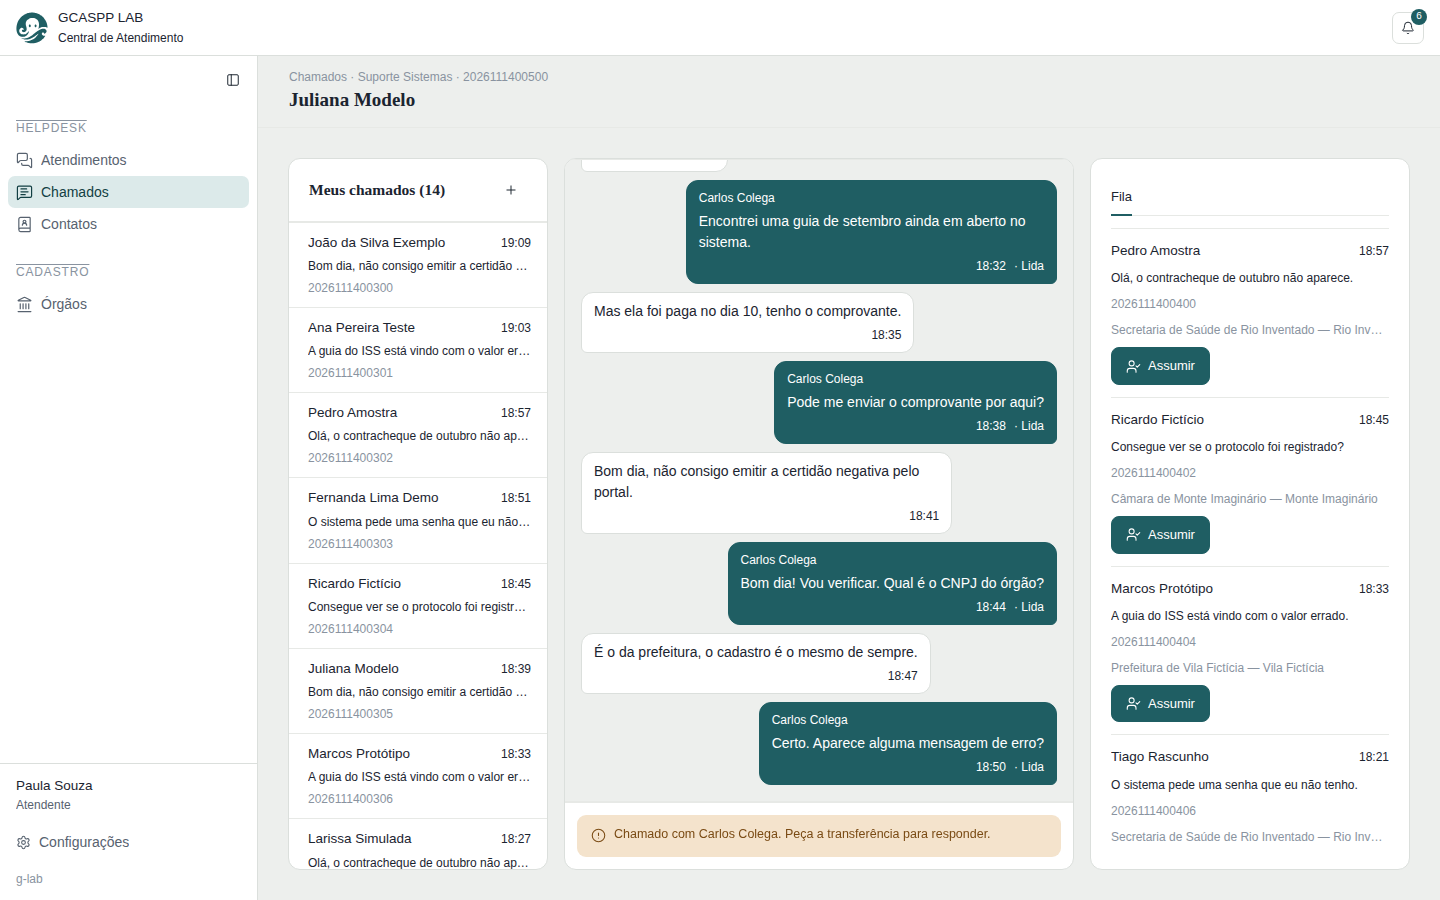 GCASPP LAB
Central de Atendimento
6
HELPDESK
Atendimentos
Chamados
Contatos
CADASTRO
Órgãos
Paula Souza
Atendente
Configurações
g-lab
Chamados · Suporte Sistemas · 2026111400500
Juliana Modelo
Meus chamados (14)
João da Silva Exemplo 19:09
Bom dia, não consigo emitir a certidão …
2026111400300
Ana Pereira Teste 19:03
A guia do ISS está vindo com o valor er…
2026111400301
Pedro Amostra 18:57
Olá, o contracheque de outubro não ap…
2026111400302
Fernanda Lima Demo 18:51
O sistema pede uma senha que eu não…
2026111400303
Ricardo Fictício 18:45
Consegue ver se o protocolo foi registr…
2026111400304
Juliana Modelo 18:39
Bom dia, não consigo emitir a certidão …
2026111400305
Marcos Protótipo 18:33
A guia do ISS está vindo com o valor er…
2026111400306
Larissa Simulada 18:27
Olá, o contracheque de outubro não ap…
Carlos Colega
Encontrei uma guia de setembro ainda em aberto no
sistema.
18:32 · Lida
Mas ela foi paga no dia 10, tenho o comprovante.
18:35
Carlos Colega
Pode me enviar o comprovante por aqui?
18:38 · Lida
Bom dia, não consigo emitir a certidão negativa pelo
portal.
18:41
Carlos Colega
Bom dia! Vou verificar. Qual é o CNPJ do órgão?
18:44 · Lida
É o da prefeitura, o cadastro é o mesmo de sempre.
18:47
Carlos Colega
Certo. Aparece alguma mensagem de erro?
18:50 · Lida
Chamado com Carlos Colega. Peça a transferência para responder.
Fila
Pedro Amostra 18:57
Olá, o contracheque de outubro não aparece.
2026111400400
Secretaria de Saúde de Rio Inventado — Rio Inv…
Assumir
Ricardo Fictício 18:45
Consegue ver se o protocolo foi registrado?
2026111400402
Câmara de Monte Imaginário — Monte Imaginário
Assumir
Marcos Protótipo 18:33
A guia do ISS está vindo com o valor errado.
2026111400404
Prefeitura de Vila Fictícia — Vila Fictícia
Assumir
Tiago Rascunho 18:21
O sistema pede uma senha que eu não tenho.
2026111400406
Secretaria de Saúde de Rio Inventado — Rio Inv…